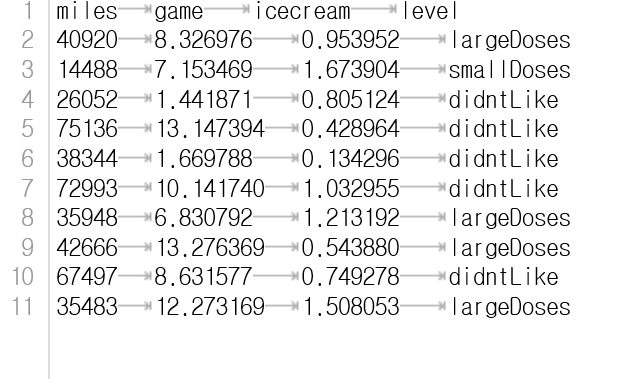 1 miles game icecream level
2 40920 8.326976 0.953952 largeDoses
3 14488 7.153469 1.673904 smallDoses
4 26052 1.441871 0.805124 didntLike
5 75136 13.147394 0.428964 didntLike
6 38344 1.669788 0.134296 didntLike
7 72993 10.141740 1.032955 didntLike
8 35948 6.830792 1.213192 largeDoses
9 42666 13.276369 0.543880 largeDoses
10 67497 8.631577 0.749278 didntLike
11 35483 12.273169 1.508053 largeDoses